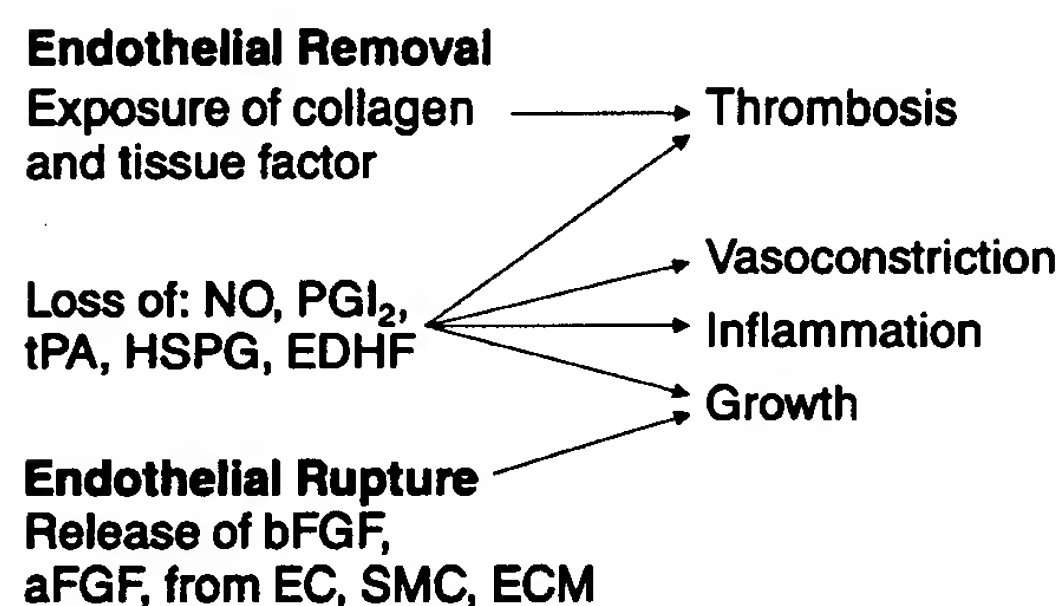 Endothelial Removal
Exposure of collagen
and tissue factor
Thrombosis
Loss of: NO, PGI₂,
tPA, HSPG, EDHF
Vasoconstriction
Inflammation
Growth
Endothelial Rupture
Release of bFGF,
aFGF, from EC, SMC, ECM